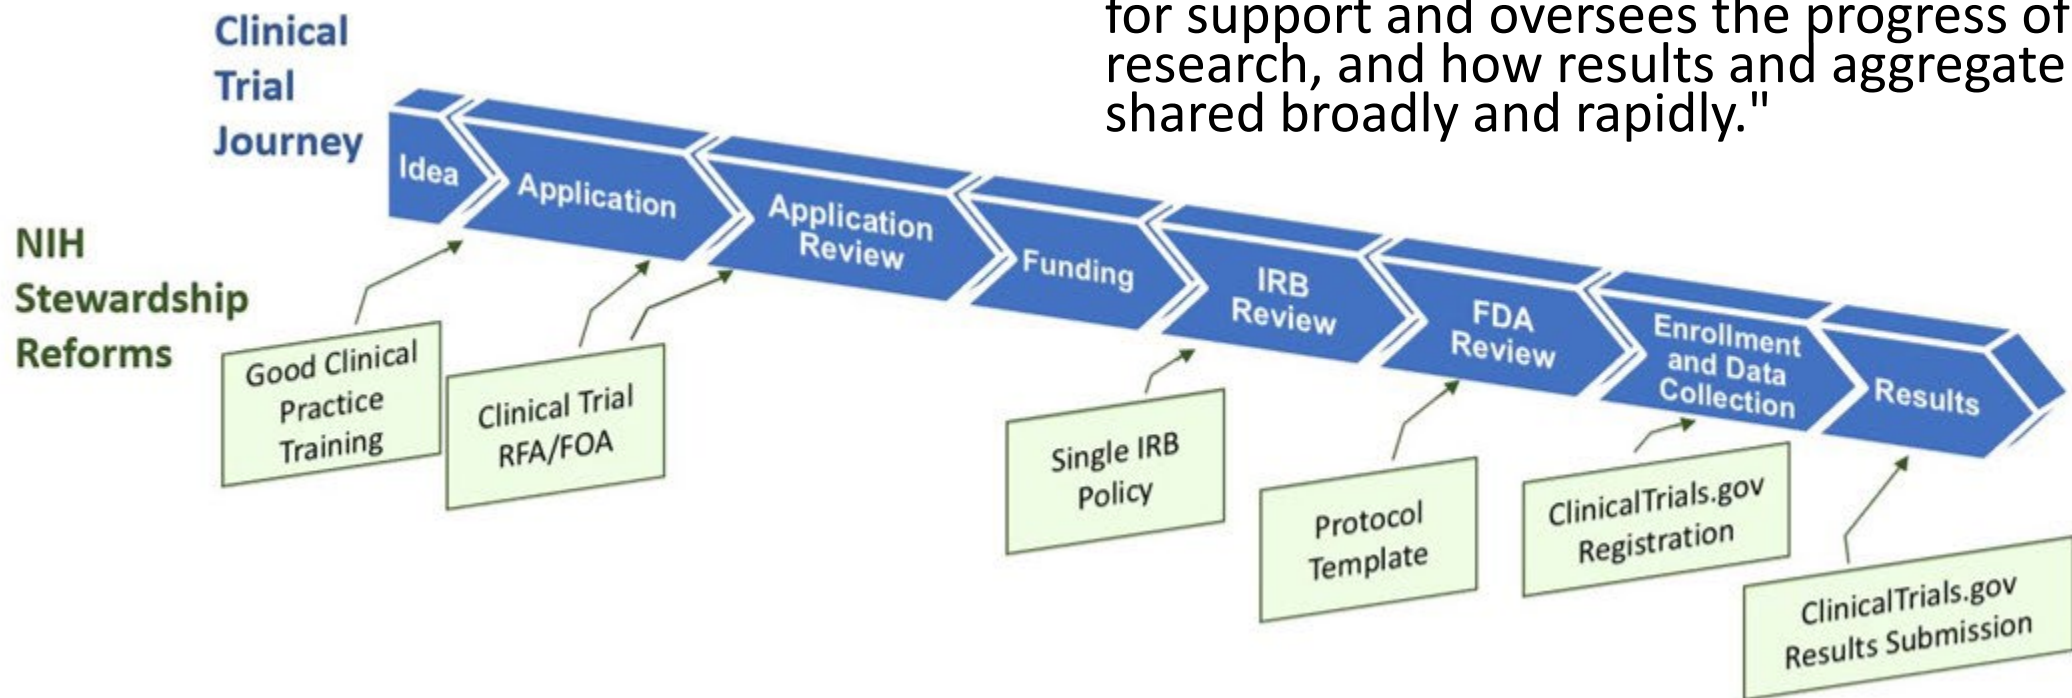 for support and oversees the progress of
research, and how results and aggregate
shared broadly and rapidly."
Clinical
Trial
Journey
Idea
Application
Application
Review
Funding
IRB
Review
FDA
Review
Enrollment
and Data
Collection
Results
NIH
Stewardship
Reforms
Good Clinical
Practice
Training
Clinical Trial
RFA/FOA
Single IRB
Policy
Protocol
Template
ClinicalTrials.gov
Registration
ClinicalTrials.gov
Results Submission